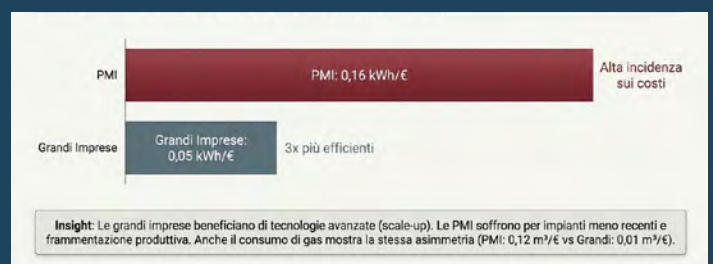 PMI
PMI: 0,16 kWh/€
Alta incidenza
sui costi
Grandi Imprese
Grandi Imprese:
0,05 kWh/€
3x più efficienti
Insight: Le grandi imprese beneficiano di tecnologie avanzate (scale-up). Le PMI soffrono per impianti meno recenti e
frammentazione produttiva. Anche il consumo di gas mostra la stessa asimmetria (PMI: 0,12 m³/€ vs Grandi: 0,01 m³/€).